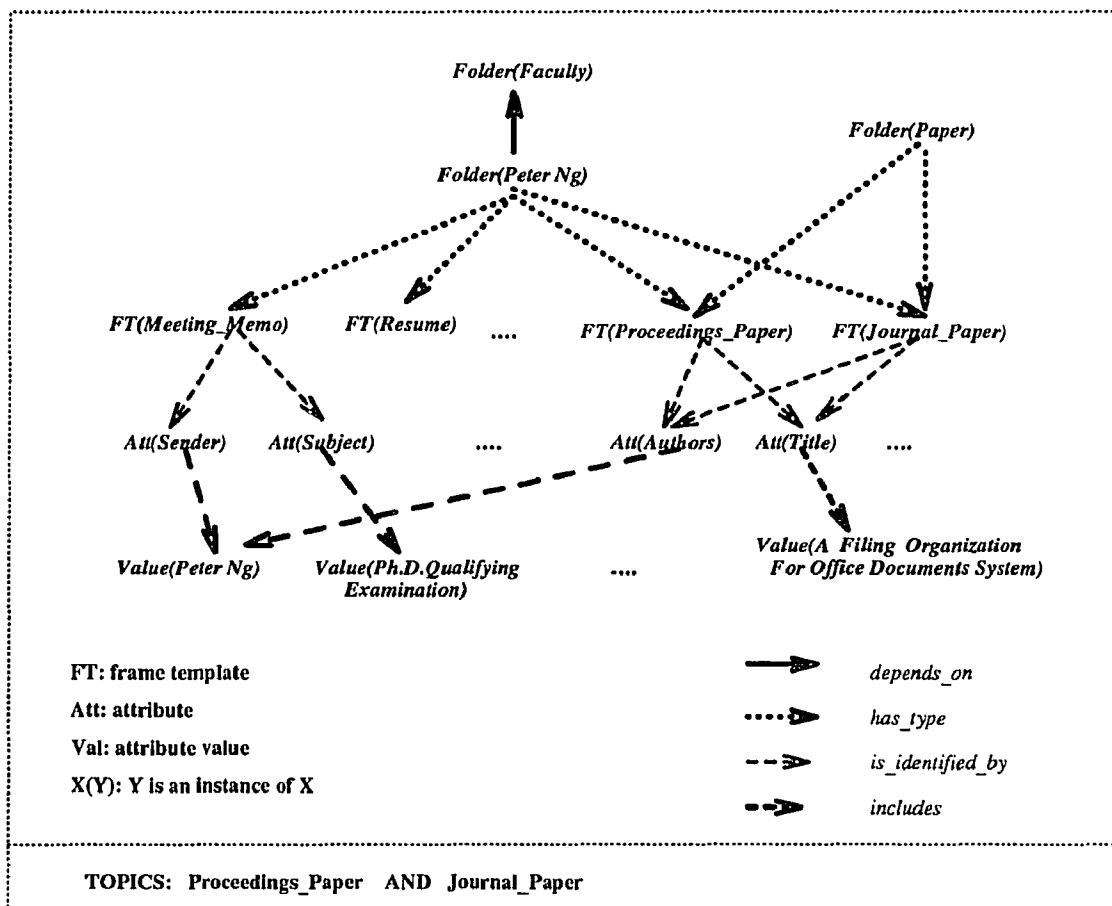 Folder(Faculty)
Folder(Paper)
Folder(Peter Ng)
FT(Meeting_Memo) FT(Resume) .... FT(Proceedings_Paper) FT(Journal_Paper)
Att(Sender) Att(Subject) .... Att(Authors) Att(Title) ....
Value(Peter Ng) Value(Ph.D.Qualifying Examination) .... Value(A Filing Organization For Office Documents System)
FT: frame template
Att: attribute
Val: attribute value
X(Y): Y is an instance of X
depends_on
has_type
is_identified_by
includes
TOPICS: Proceedings_Paper AND Journal_Paper